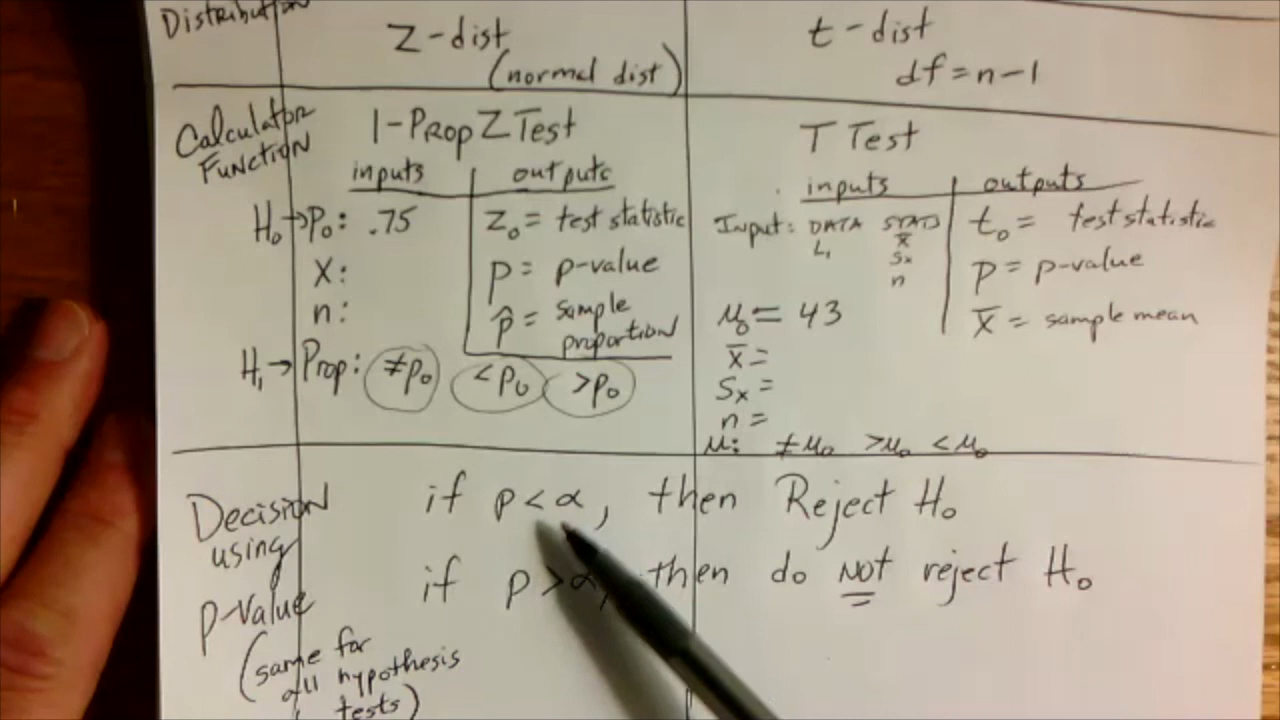 Distribution
Z-dist
(normal dist)
t-dist
df = n-1
Calculator
Function
1-PropZTest
inputs
outputs
H₀→ P₀: .75
X:
n:
H₁→ Prop: ≠p₀ <p₀ >p₀
Z₀ = test statistic
p = p-value
p̂ = sample
proportion
T Test
inputs
outputs
Input: DATA STATS
L₁ x̄
Sx
n
μ₀ = 43
x̄ =
Sx =
n =
μ: ≠μ₀ >μ₀ <μ₀
t₀ = test statistic
p = p-value
x̄ = sample mean
Decision
using
p-value
(same for
all hypothesis
tests)
if p < α, then Reject H₀
if p > α, then do NOT reject H₀